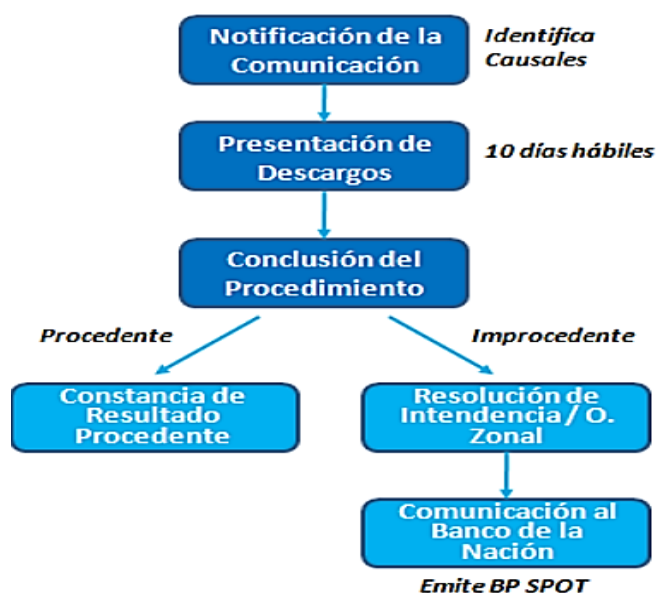 Notificación de la
Comunicación
Identifica
Causales
Presentación de
Descargos
10 días hábiles
Conclusión del
Procedimiento
Procedente
Improcedente
Constancia de
Resultado
Procedente
Resolución de
Intendencia / O.
Zonal
Comunicación al
Banco de la
Nación
Emite BP SPOT